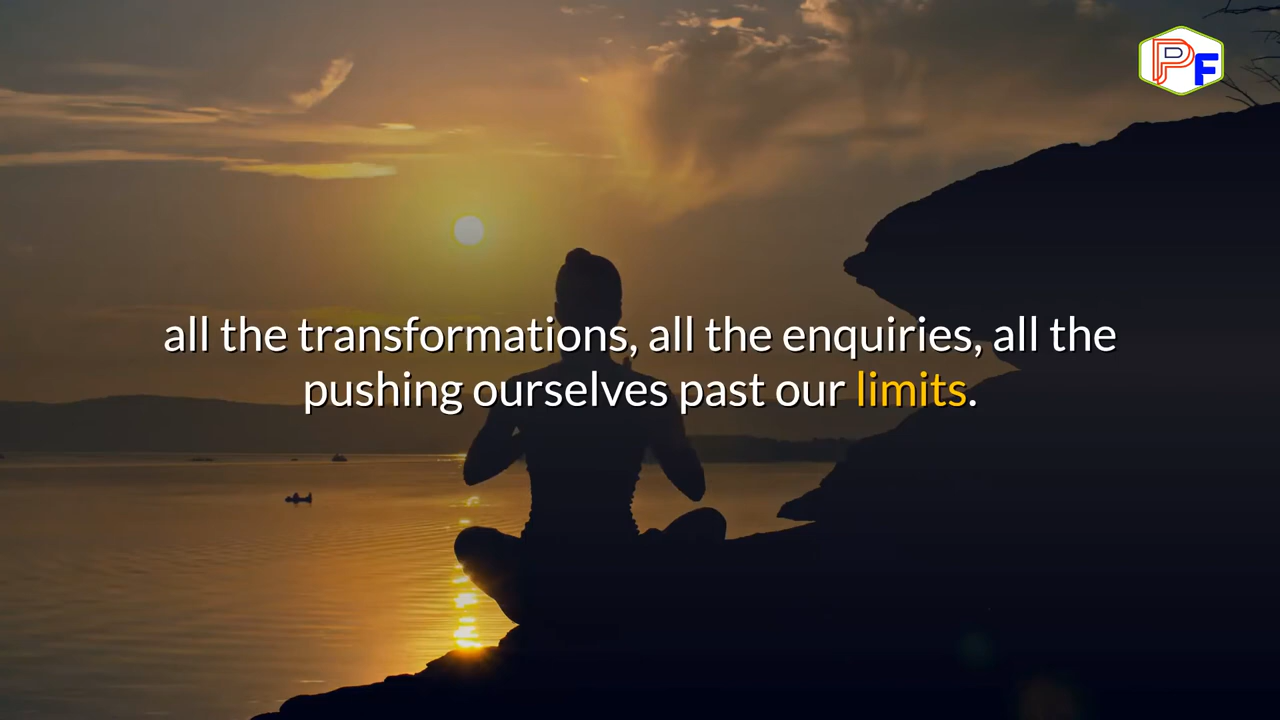 PF
all the transformations, all the enquiries, all the
pushing ourselves past our limits.